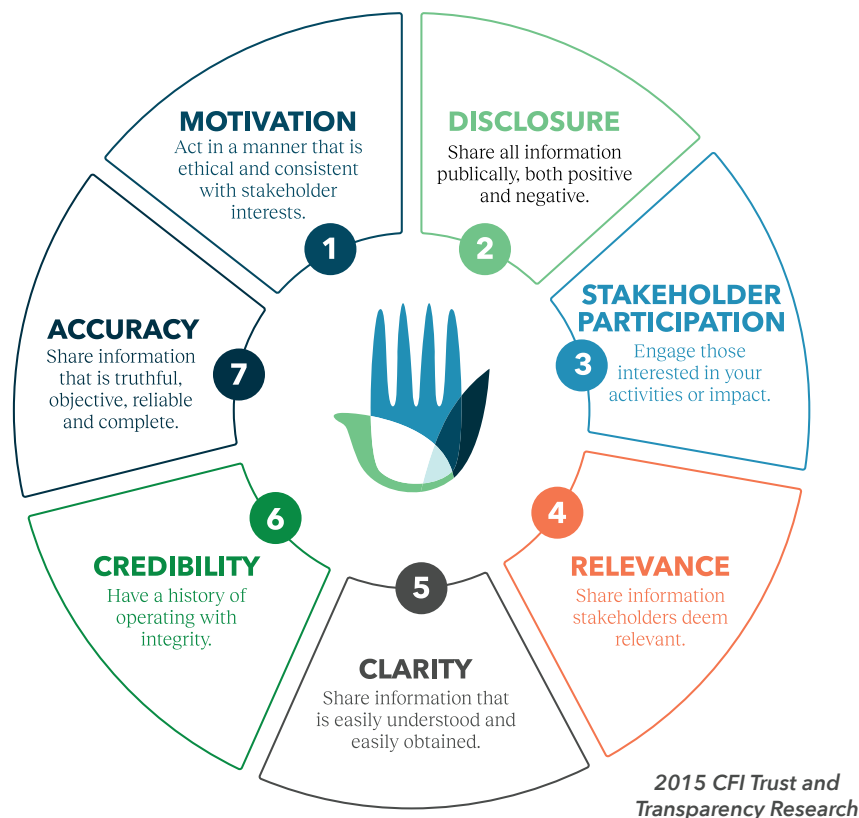 MOTIVATION
Act in a manner that is
ethical and consistent
with stakeholder
interests.
1
DISCLOSURE
Share all information
publically, both positive
and negative.
2
STAKEHOLDER
PARTICIPATION
Engage those
interested in your
activities or impact.
3
4
RELEVANCE
Share information
stakeholders deem
relevant.
5
CLARITY
Share information that
is easily understood and
easily obtained.
6
CREDIBILITY
Have a history of
operating with
integrity.
7
ACCURACY
Share information
that is truthful,
objective, reliable
and complete.
2015 CFI Trust and
Transparency Research